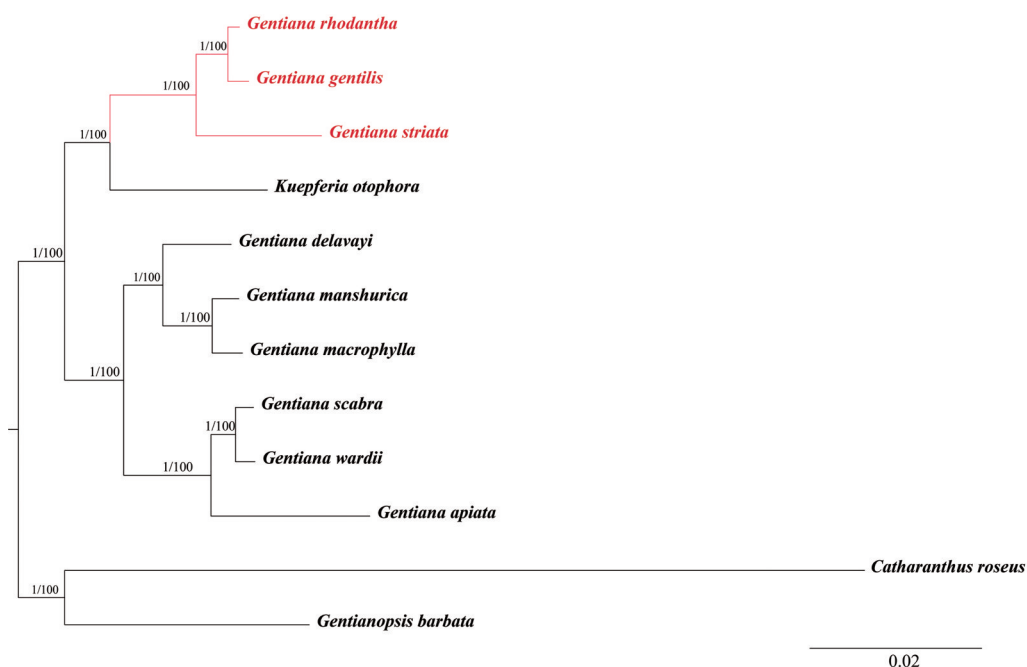 Gentiana rhodantha
1/100
Gentiana gentilis
1/100
Gentiana striata
1/100
Kuepferia otophora
Gentiana delavayi
1/100
1/100
Gentiana manshurica
1/100
Gentiana macrophylla
1/100
Gentiana scabra
1/100
Gentiana wardii
1/100
Gentiana apiata
Catharanthus roseus
1/100
Gentianopsis barbata
0.02